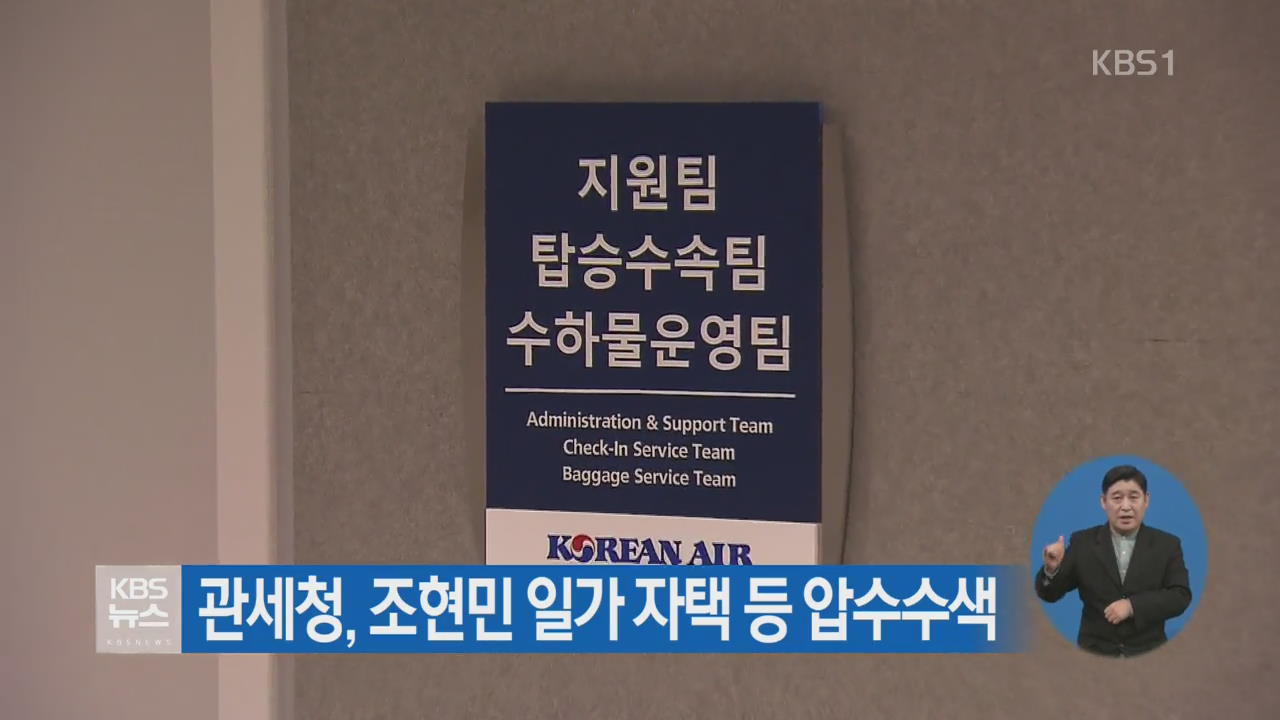 KBS1
지원팀
탑승수속팀
수하물운영팀
Administration & Support Team
Check-In Service Team
Baggage Service Team
KOREAN AIR
KBS
뉴스
KBSNEWS
관세청, 조현민 일가 자택 등 압수수색